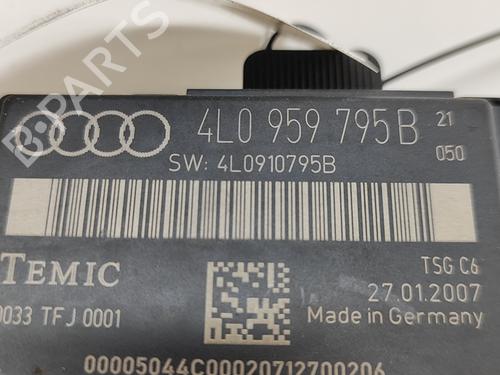 4L0 959 795 B 21
050
SW: 4L0910795B
TEMIC
TSG C6
27.01.2007
0033 TFJ 0001
Made in Germany
00005044C00020712700206
B-Parts